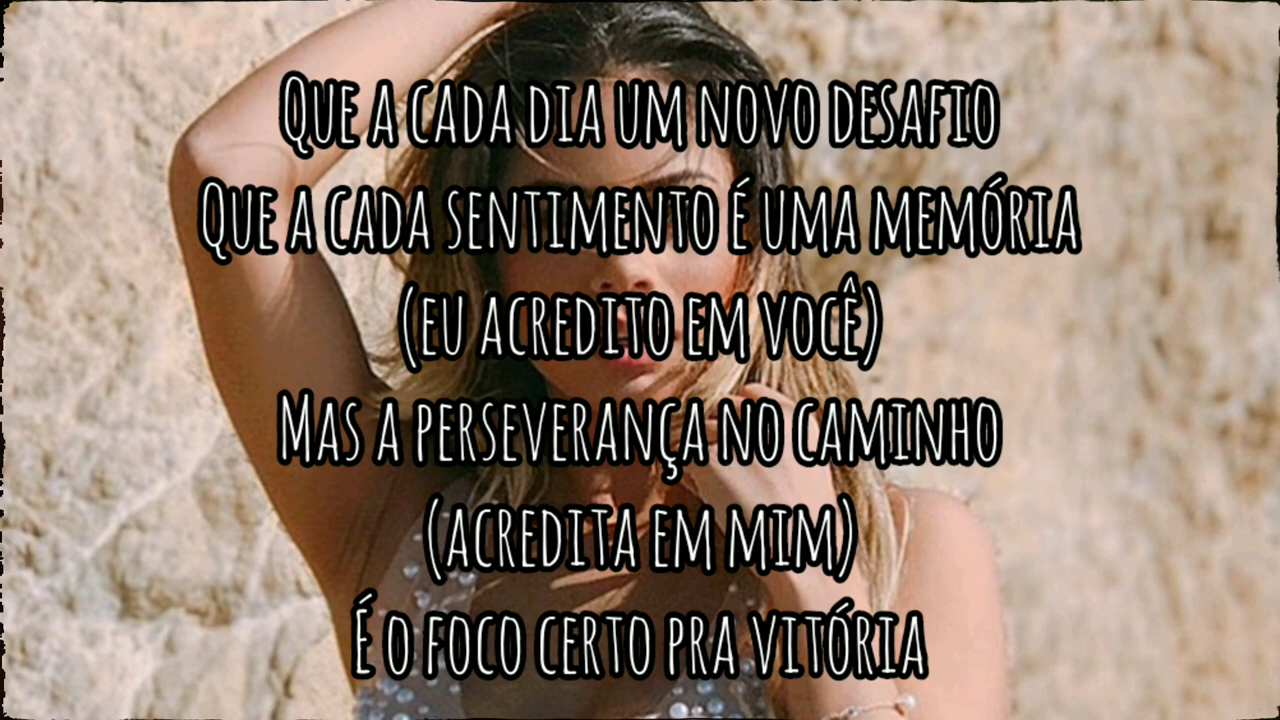 Que a cada dia um novo desafio
Que a cada sentimento é uma memória
(eu acredito em você)
Mas a perseverança no caminho
(acredita em mim)
É o foco certo pra vitória